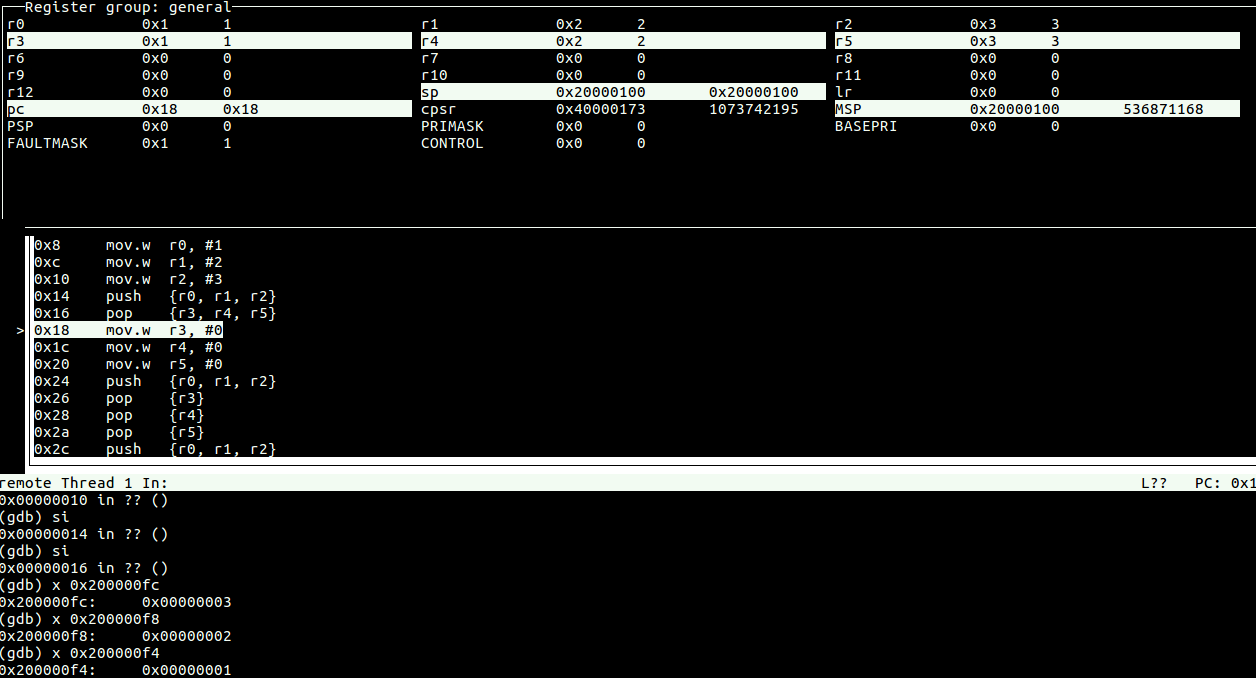 Register group: general
r0 0x1 1 r1 0x2 2 r2 0x3 3
r3 0x1 1 r4 0x2 2 r5 0x3 3
r6 0x0 0 r7 0x0 0 r8 0x0 0
r9 0x0 0 r10 0x0 0 r11 0x0 0
r12 0x0 0 sp 0x20000100 0x20000100 lr 0x0 0
pc 0x18 0x18 cpsr 0x40000173 1073742195 MSP 0x20000100 536871168
PSP 0x0 0 PRIMASK 0x0 0 BASEPRI 0x0 0
FAULTMASK 0x1 1 CONTROL 0x0 0
0x8 mov.w r0, #1
0xc mov.w r1, #2
0x10 mov.w r2, #3
0x14 push {r0, r1, r2}
0x16 pop {r3, r4, r5}
>0x18 mov.w r3, #0
0x1c mov.w r4, #0
0x20 mov.w r5, #0
0x24 push {r0, r1, r2}
0x26 pop {r3}
0x28 pop {r4}
0x2a pop {r5}
0x2c push {r0, r1, r2}
remote Thread 1 In: L?? PC: 0x1
0x00000010 in ?? ()
(gdb) si
0x00000014 in ?? ()
(gdb) si
0x00000016 in ?? ()
(gdb) x 0x200000fc
0x200000fc: 0x00000003
(gdb) x 0x200000f8
0x200000f8: 0x00000002
(gdb) x 0x200000f4
0x200000f4: 0x00000001